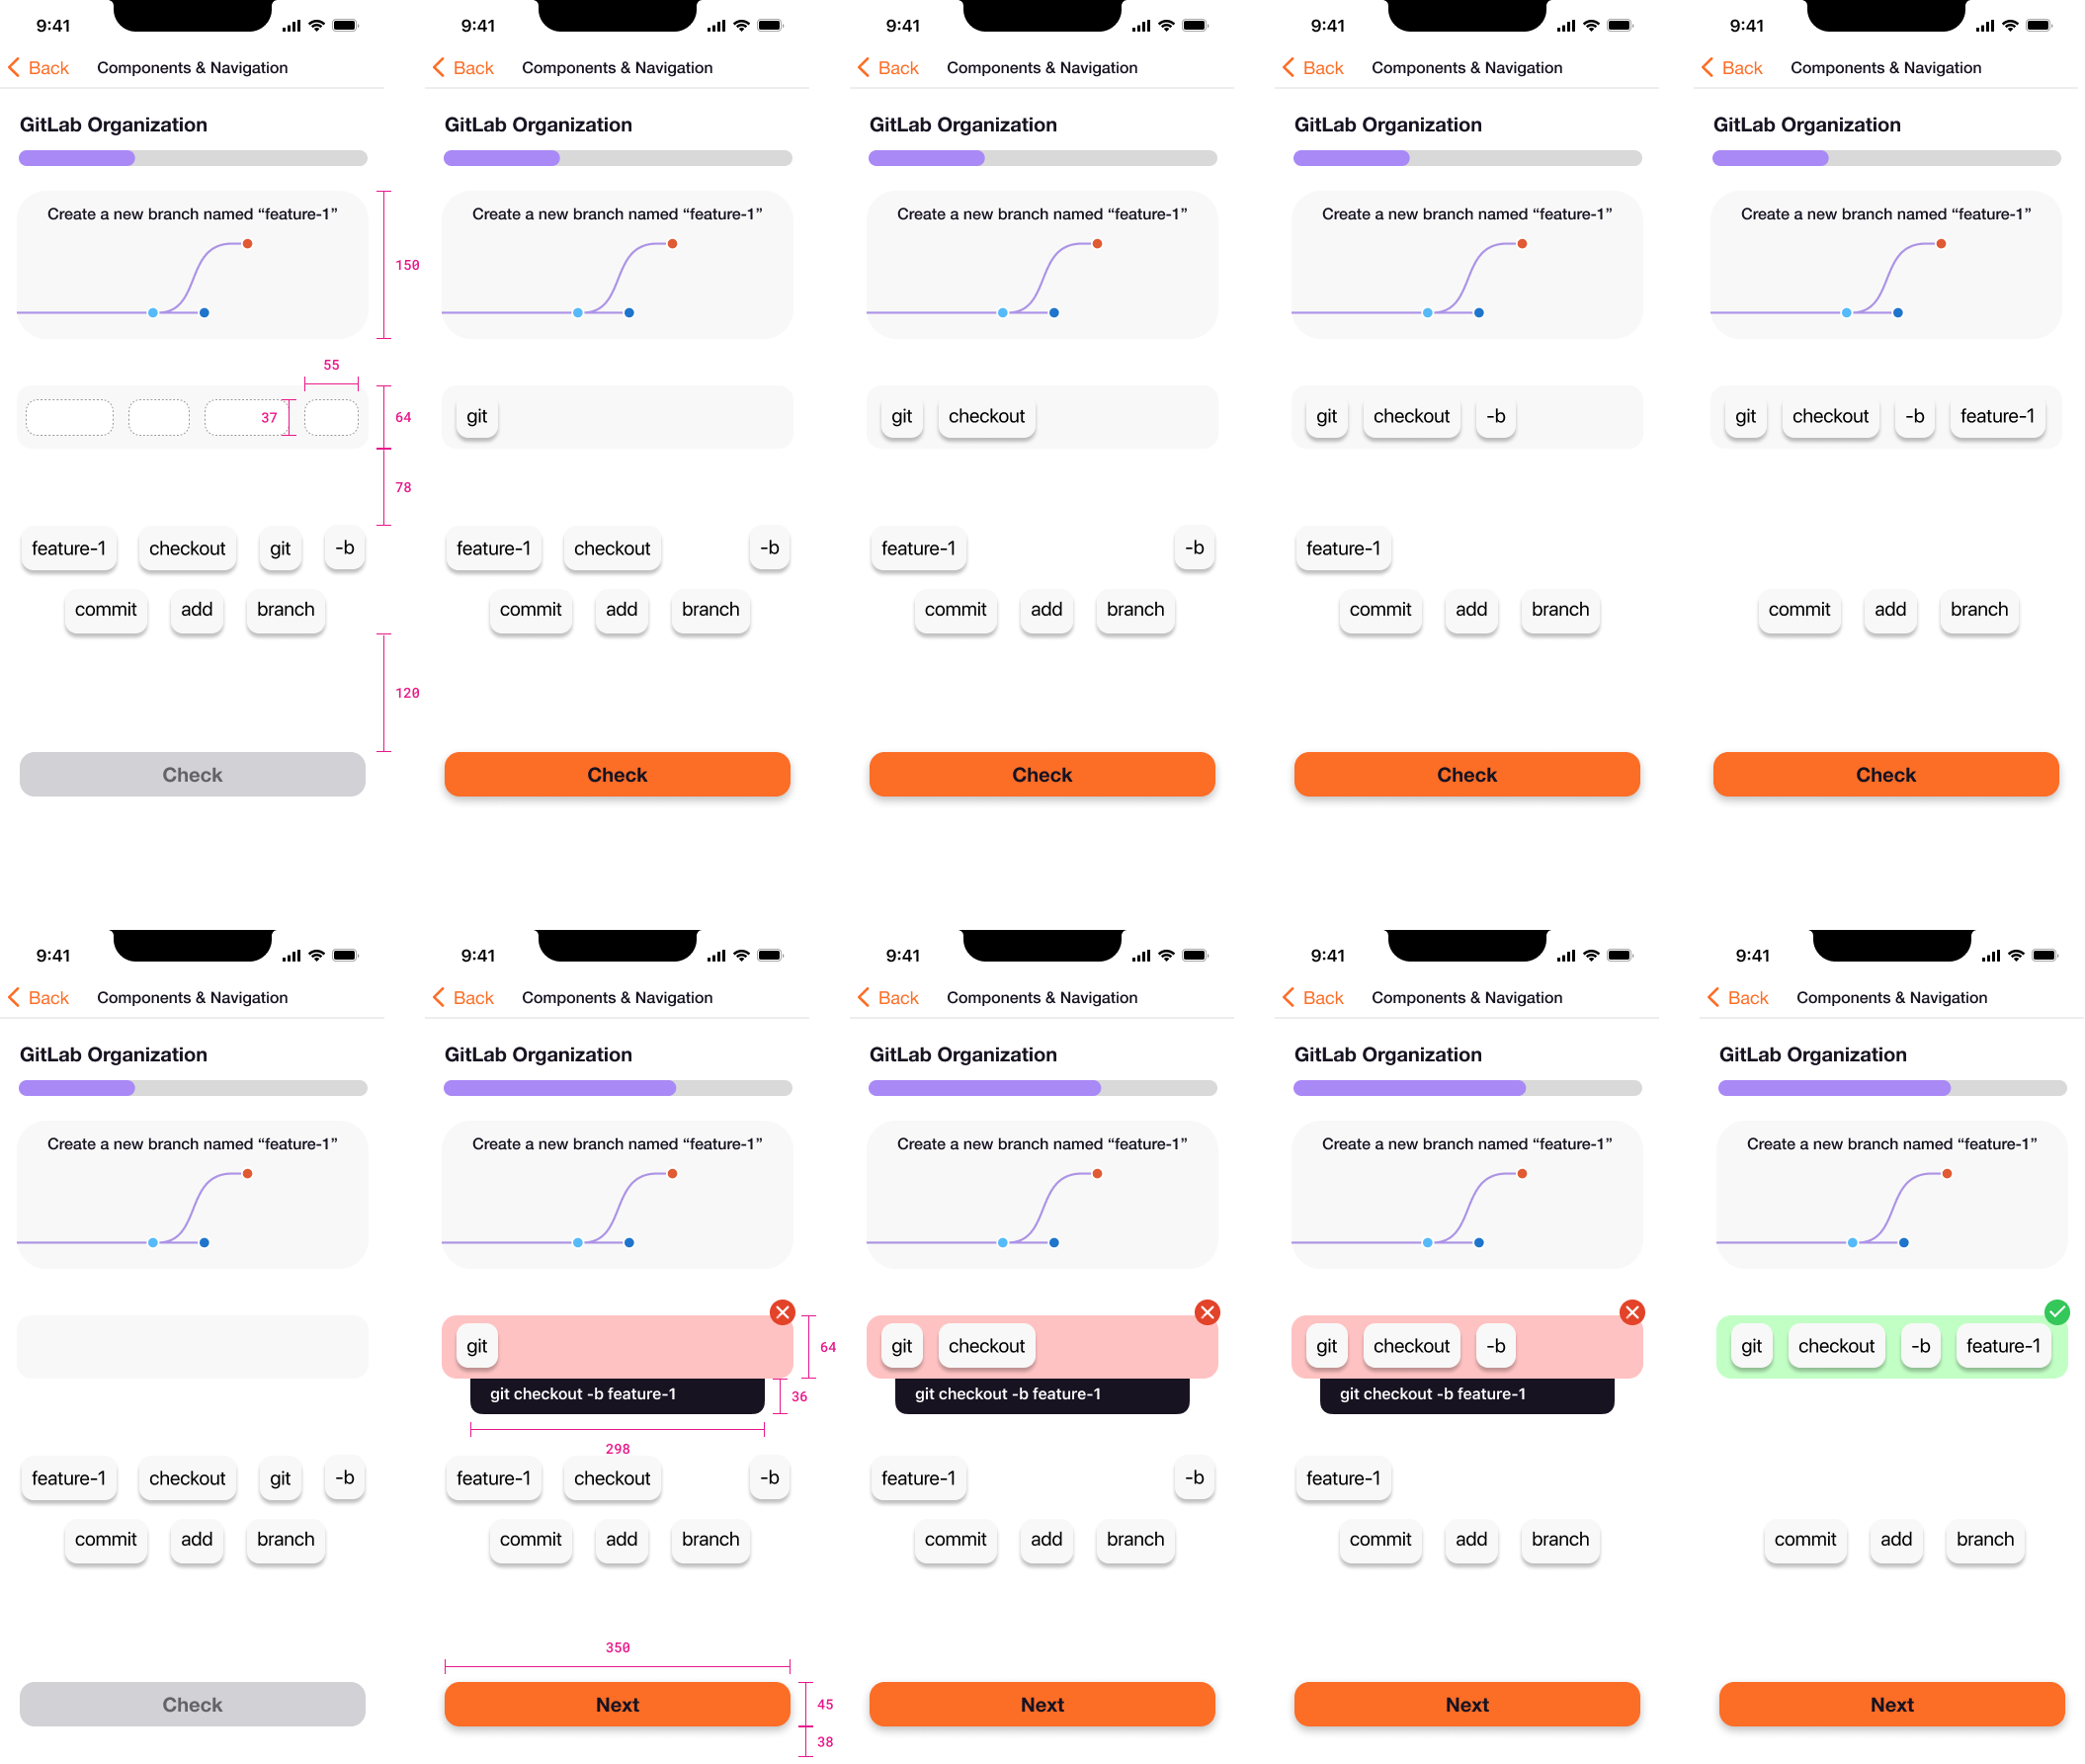 9:41
Back Components & Navigation
GitLab Organization
Create a new branch named “feature-1”
150
55
37
64
78
feature-1 checkout git -b
commit add branch
120
Check
9:41
Back Components & Navigation
GitLab Organization
Create a new branch named “feature-1”
git
feature-1 checkout -b
commit add branch
Check
9:41
Back Components & Navigation
GitLab Organization
Create a new branch named “feature-1”
git checkout
feature-1 -b
commit add branch
Check
9:41
Back Components & Navigation
GitLab Organization
Create a new branch named “feature-1”
git checkout -b
feature-1
commit add branch
Check
9:41
Back Components & Navigation
GitLab Organization
Create a new branch named “feature-1”
git checkout -b feature-1
commit add branch
Check
9:41
Back Components & Navigation
GitLab Organization
Create a new branch named “feature-1”
feature-1 checkout git -b
commit add branch
Check
9:41
Back Components & Navigation
GitLab Organization
Create a new branch named “feature-1”
git
64
git checkout -b feature-1
36
298
feature-1 checkout -b
commit add branch
350
Next
45
38
9:41
Back Components & Navigation
GitLab Organization
Create a new branch named “feature-1”
git checkout
git checkout -b feature-1
feature-1 -b
commit add branch
Next
9:41
Back Components & Navigation
GitLab Organization
Create a new branch named “feature-1”
git checkout -b
git checkout -b feature-1
feature-1
commit add branch
Next
9:41
Back Components & Navigation
GitLab Organization
Create a new branch named “feature-1”
git checkout -b feature-1
commit add branch
Next